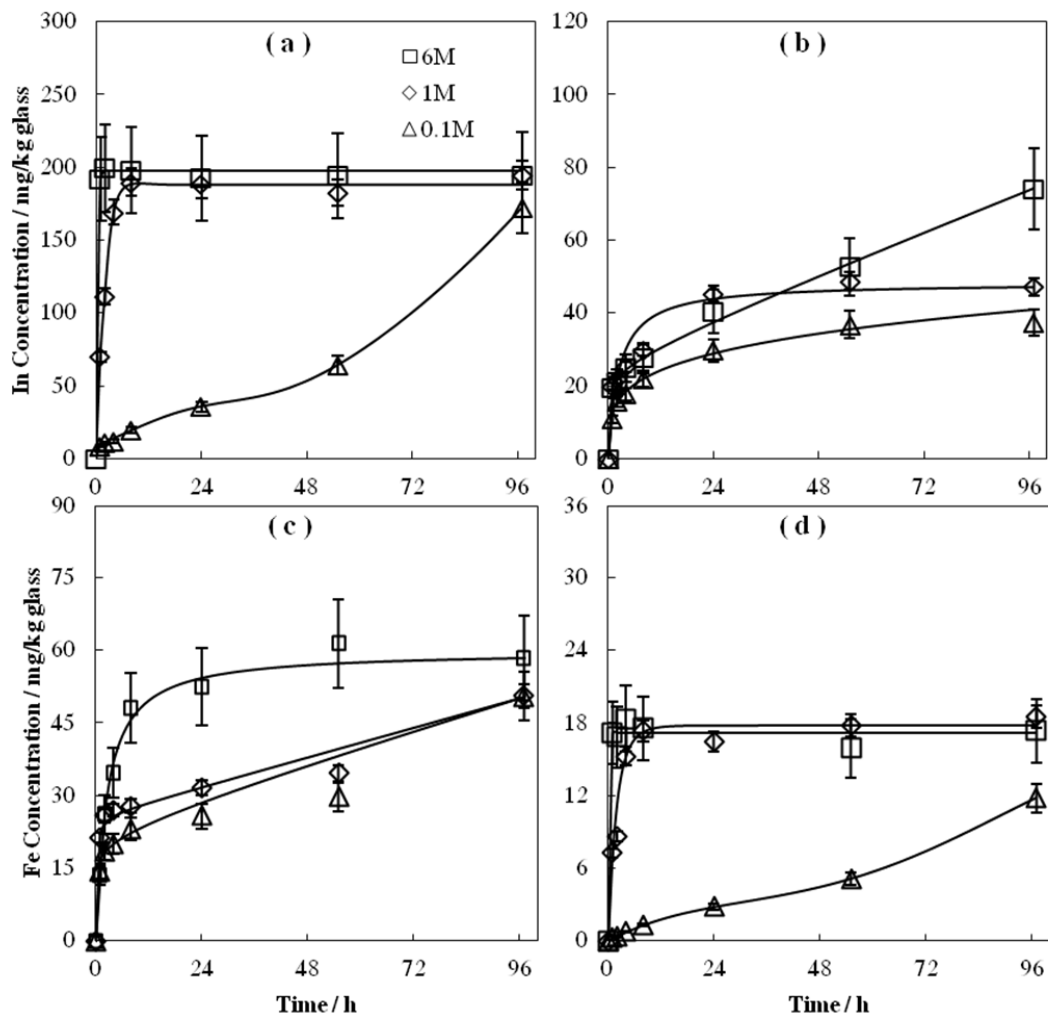 ( a )
( b )
300
250
200
150
100
50
0
6M
1M
0.1M
120
100
80
60
40
20
0
In Concentration / mg/kg glass
0 24 48 72 96
0 24 48 72 96
( c )
( d )
90
75
60
45
30
15
0
36
30
24
18
12
6
0
Fe Concentration / mg/kg glass
0 24 48 72 96
0 24 48 72 96
Time / h
Time / h